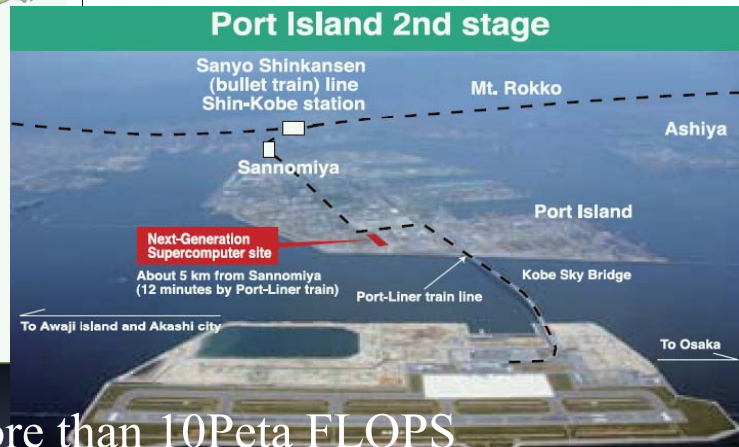 Port Island 2nd stage
Sanyo Shinkansen
(bullet train) line
Shin-Kobe station
Mt. Rokko
Ashiya
Sannomiya
Port Island
Next-Generation
Supercomputer site
About 5 km from Sannomiya
(12 minutes by Port-Liner train)
Kobe Sky Bridge
Port-Liner train line
To Awaji island and Akashi city
To Osaka
than 10Peta FLOPS